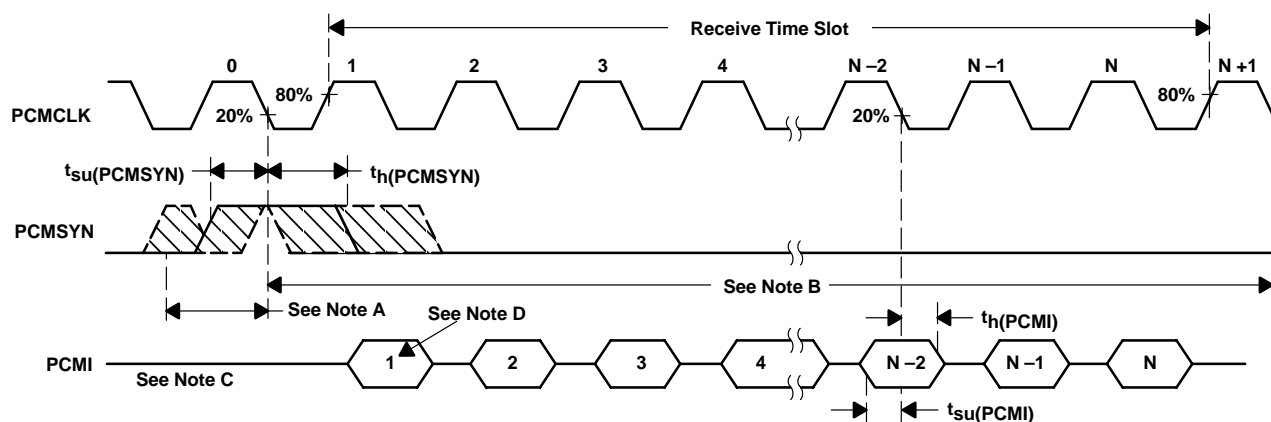 Receive Time Slot
0 1 2 3 4 N –2 N –1 N N +1
80% 80%
PCMCLK 20% 20%
tsu(PCMSYN) th(PCMSYN)
PCMSYN
See Note A See Note B
See Note D th(PCMI)
PCMI 1 2 3 4 N –2 N –1 N
See Note C
tsu(PCMI)